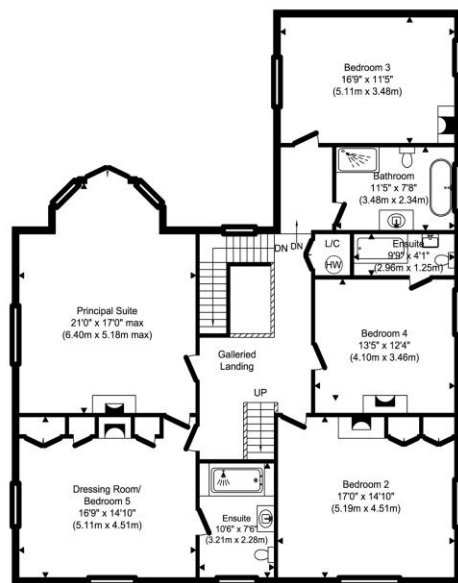 Bedroom 3
16'9" x 11'5"
(5.11m x 3.48m)
Bathroom
11'5" x 7'8"
(3.48m x 2.34m)
DN
DN
L/C
HW
Ensuite
9'9" x 4'1"
(2.96m x 1.25m)
Principal Suite
21'0" x 17'0" max
(6.40m x 5.18m max)
Bedroom 4
13'5" x 12'4"
(4.10m x 3.46m)
Galleried
Landing
UP
Dressing Room/
Bedroom 5
16'9" x 14'10"
(5.11m x 4.51m)
Ensuite
10'6" x 7'6"
(3.21m x 2.28m)
Bedroom 2
17'0" x 14'10"
(5.19m x 4.51m)